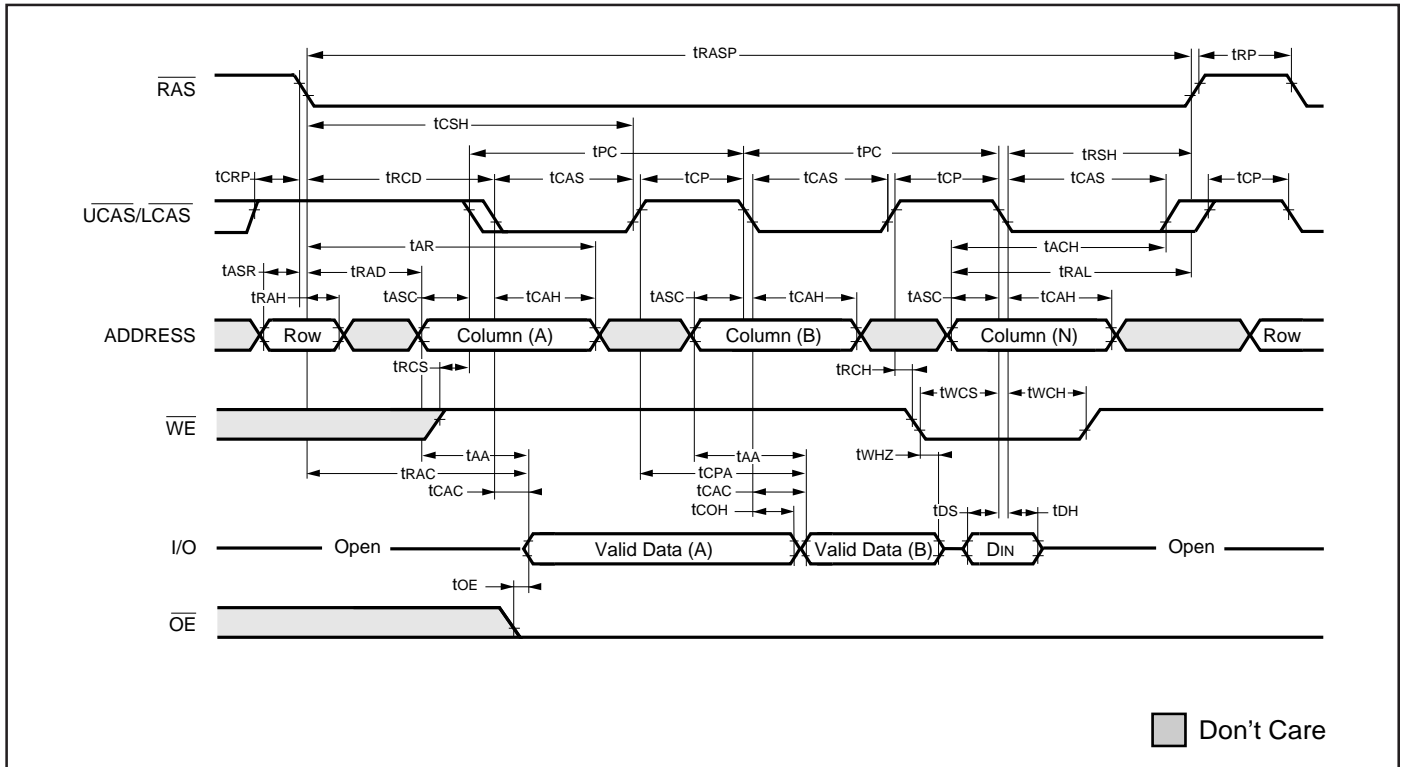 tRASP tRP
RAS
tCSH
tPC tPC tRSH
tCRP tRCD tCAS tCP tCAS tCP tCAS tCP
UCAS/LCAS
tAR tACH
tASR tRAD tRAL
tRAH tASC tCAH tASC tCAH tASC tCAH
ADDRESS Row Column (A) Column (B) Column (N) Row
tRCS tRCH
tWCS tWCH
WE
tAA tAA tWHZ
tRAC tCPA
tCAC tCAC
tCOH tDS tDH
I/O Open Valid Data (A) Valid Data (B) DIN Open
tOE
OE
Don't Care